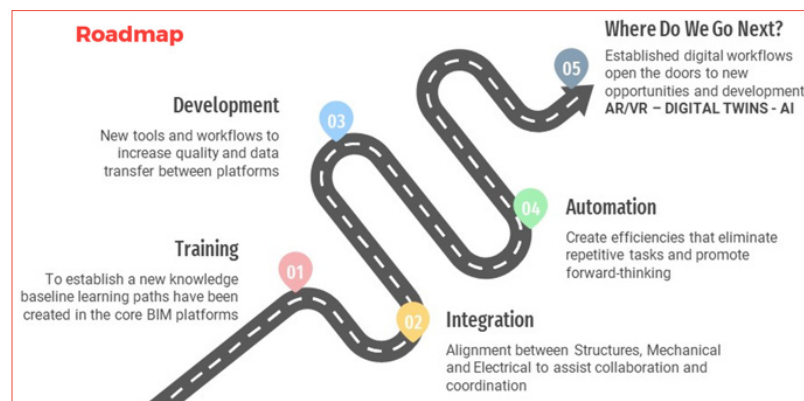 Roadmap
01
Training
To establish a new knowledge
baseline learning paths have been
created in the core BIM platforms
02
Integration
Alignment between Structures, Mechanical
and Electrical to assist collaboration and
coordination
03
Development
New tools and workflows to
increase quality and data
transfer between platforms
04
Automation
Create efficiencies that eliminate
repetitive tasks and promote
forward-thinking
05
Where Do We Go Next?
Established digital workflows
open the doors to new
opportunities and development
AR/VR – DIGITAL TWINS - AI